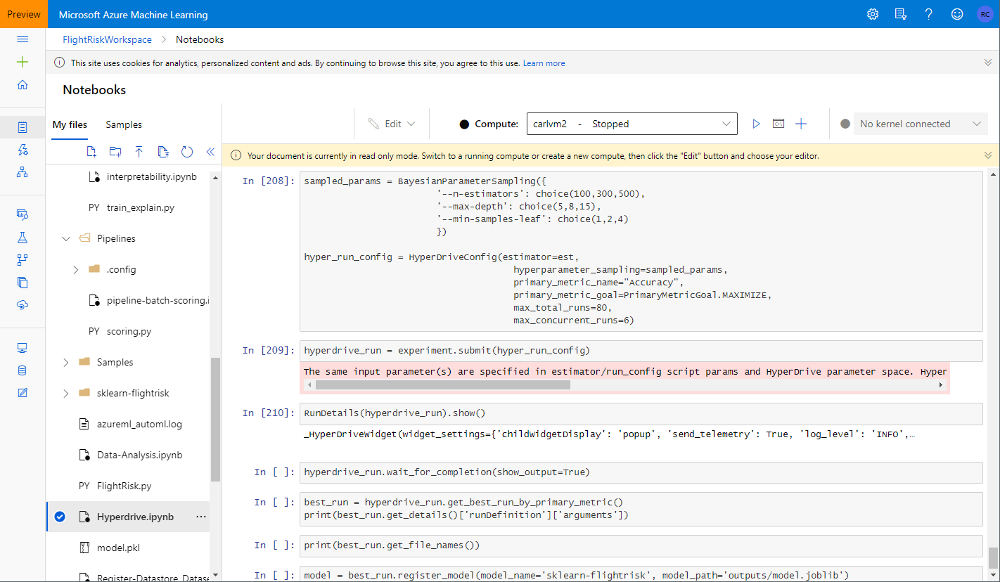 Preview
Microsoft Azure Machine Learning
RC
FlightRiskWorkspace > Notebooks
This site uses cookies for analytics, personalized content and ads. By continuing to browse this site, you agree to this use. Learn more
Notebooks
My files
Samples
Edit
Compute:
carlvm2 - Stopped
No kernel connected
Your document is currently in read only mode. Switch to a running compute or create a new compute, then click the "Edit" button and choose your editor.
interpretability.ipynb
PY train_explain.py
Pipelines
.config
pipeline-batch-scoring.i
PY scoring.py
Samples
sklearn-flightrisk
azureml_automl.log
Data-Analysis.ipynb
PY FlightRisk.py
Hyperdrive.ipynb ...
model.pkl
Register-Datastore_Datase
In [208]: sampled_params = BayesianParameterSampling({
'--n-estimators': choice(100,300,500),
'--max-depth': choice(5,8,15),
'--min-samples-leaf': choice(1,2,4)
})
hyper_run_config = HyperDriveConfig(estimator=est,
hyperparameter_sampling=sampled_params,
primary_metric_name="Accuracy",
primary_metric_goal=PrimaryMetricGoal.MAXIMIZE,
max_total_runs=80,
max_concurrent_runs=6)
In [209]: hyperdrive_run = experiment.submit(hyper_run_config)
The same input parameter(s) are specified in estimator/run_config script params and HyperDrive parameter space. Hyper
In [210]: RunDetails(hyperdrive_run).show()
_HyperDriveWidget(widget_settings={'childWidgetDisplay': 'popup', 'send_telemetry': True, 'log_level': 'INFO',…
In [ ]: hyperdrive_run.wait_for_completion(show_output=True)
In [ ]: best_run = hyperdrive_run.get_best_run_by_primary_metric()
print(best_run.get_details()['runDefinition']['arguments'])
In [ ]: print(best_run.get_file_names())
In [ ]: model = best_run.register_model(model_name='sklearn-flightrisk', model_path='outputs/model.joblib')